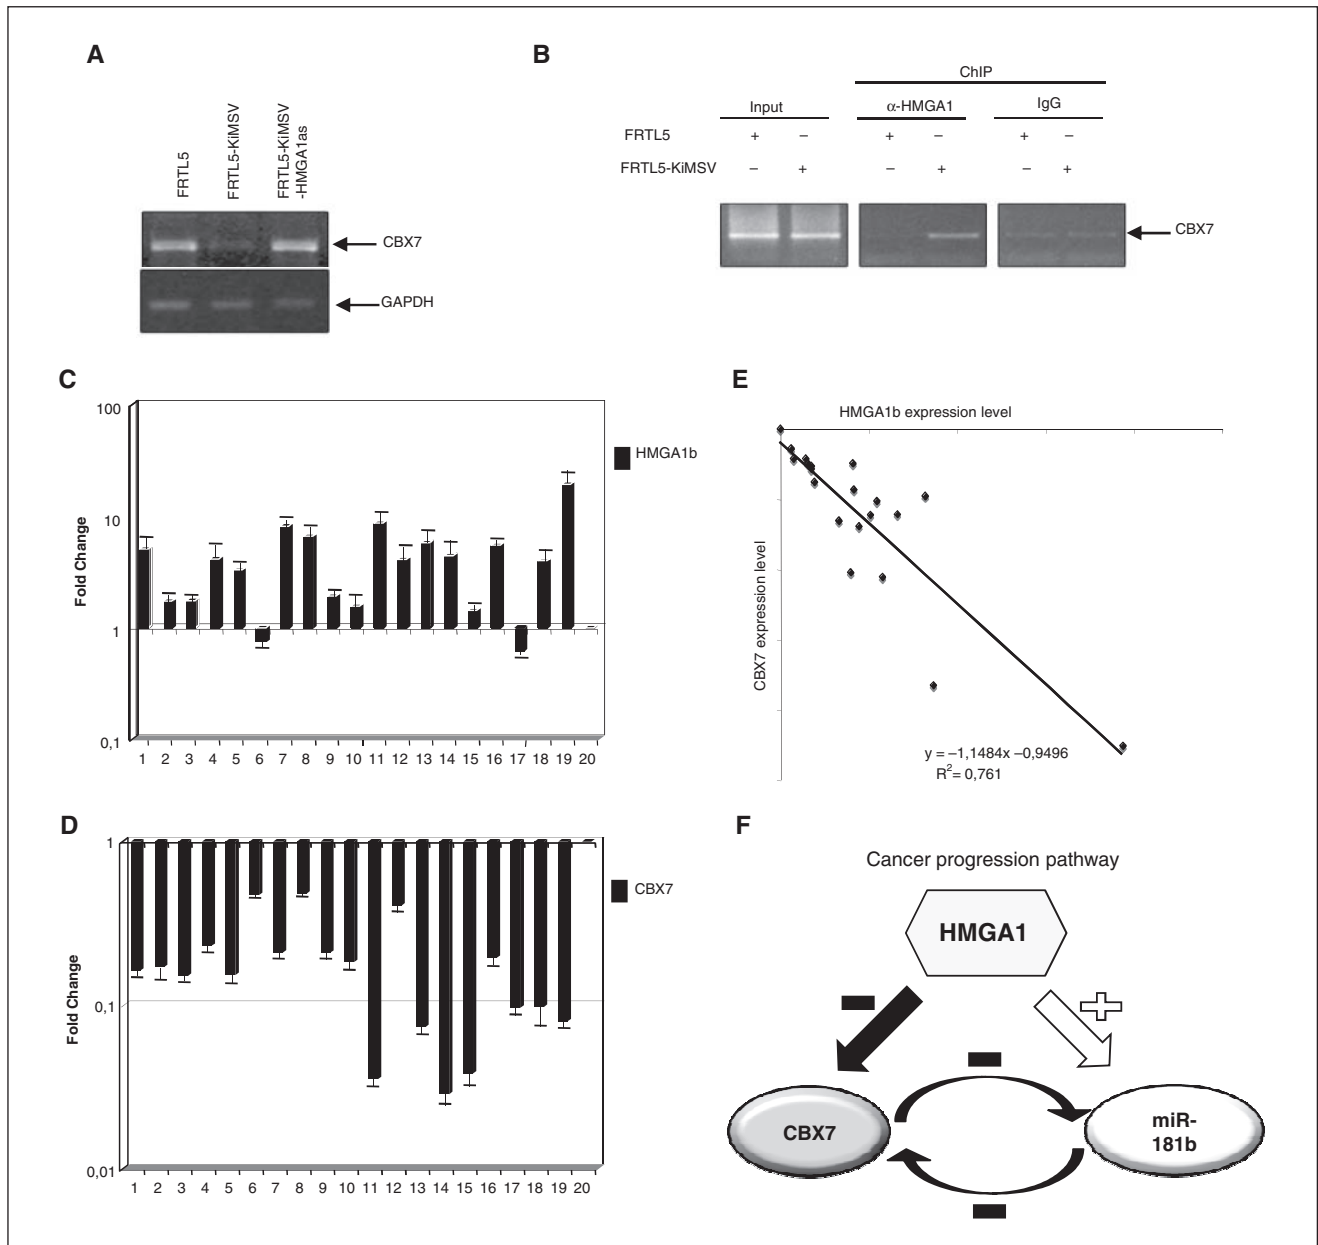 A
FRTL5
FRTL5-KiMSV
FRTL5-KiMSV
-HMGA1as
CBX7
GAPDH
B
ChIP
Input
α-HMGA1
IgG
FRTL5
+ – + – + –
FRTL5-KiMSV
– + – + – +
CBX7
C
Fold Change
100
10
1
0,1
1 2 3 4 5 6 7 8 9 10 11 12 13 14 15 16 17 18 19 20
HMGA1b
D
Fold Change
1
0,1
0,01
1 2 3 4 5 6 7 8 9 10 11 12 13 14 15 16 17 18 19 20
CBX7
E
HMGA1b expression level
CBX7 expression level
y = –1,1484x –0,9496
R²= 0,761
F
Cancer progression pathway
HMGA1
CBX7
miR-
181b